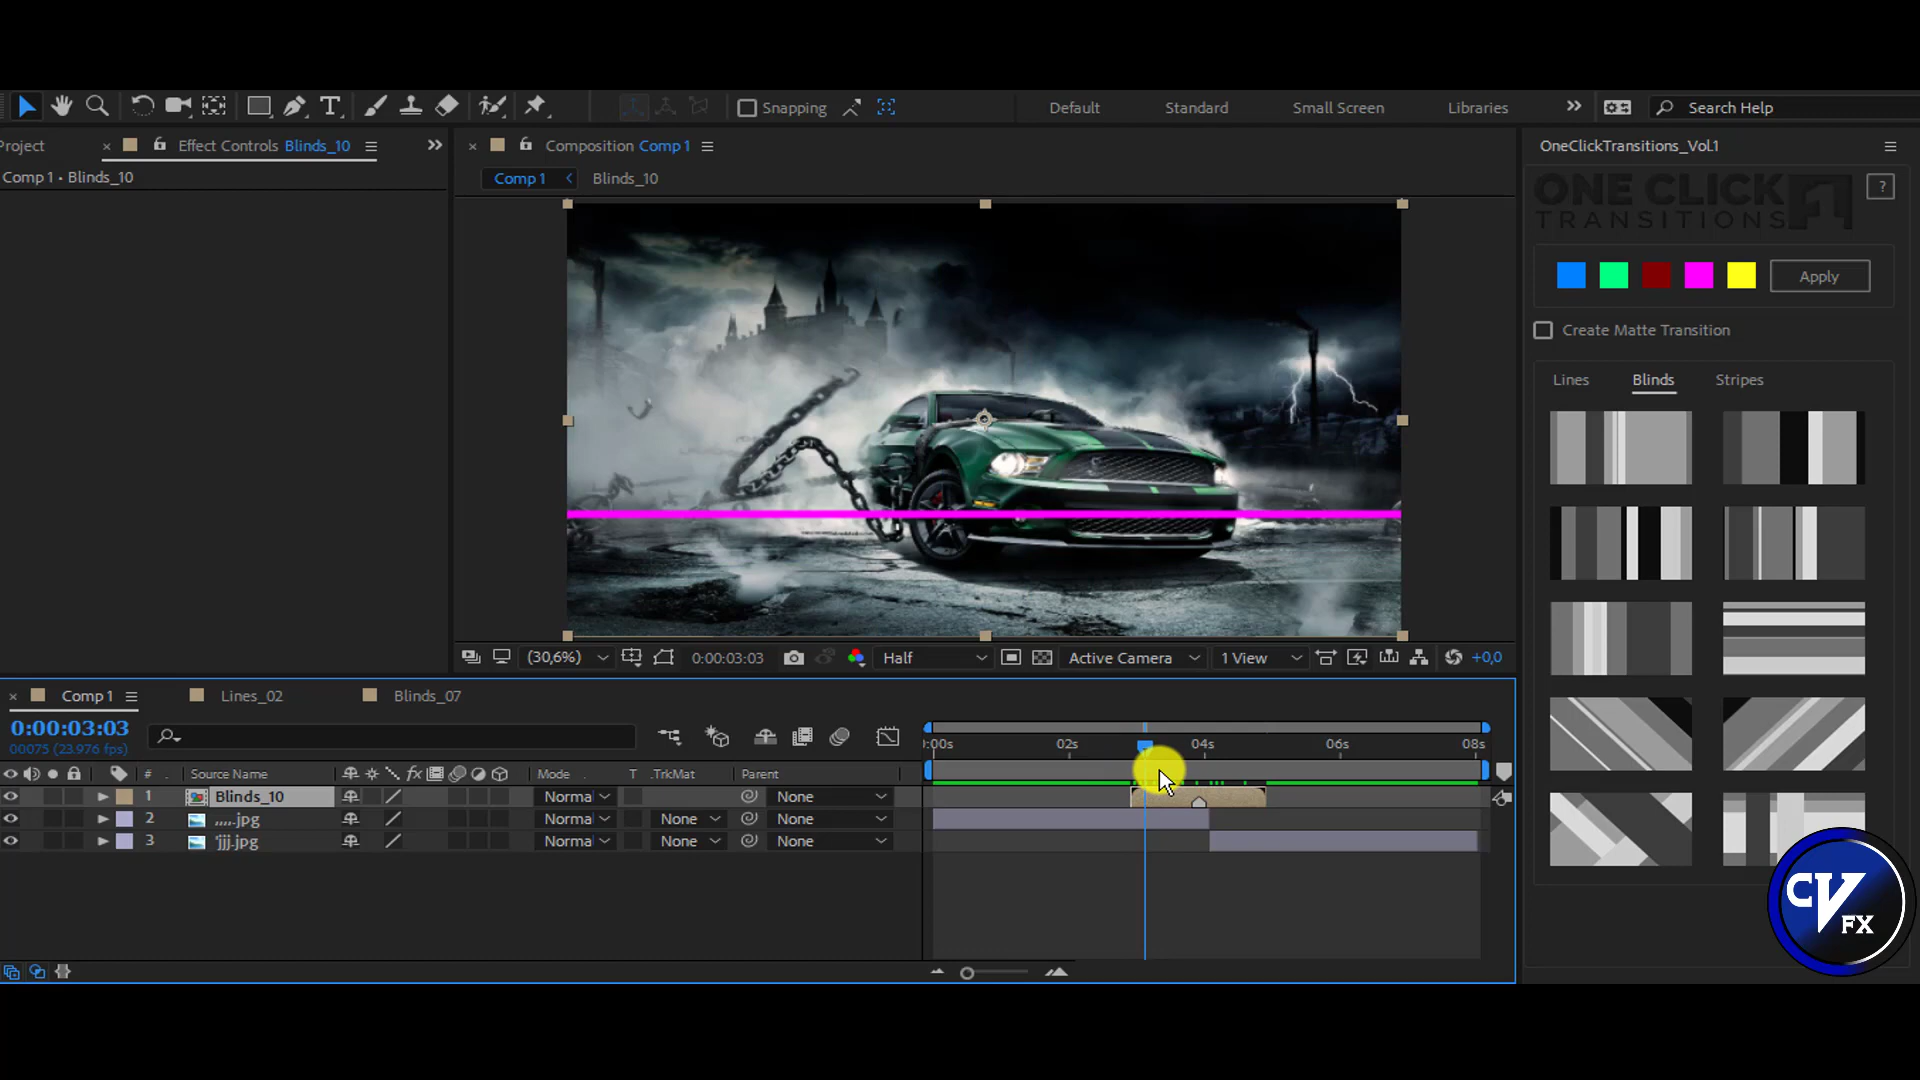 Snapping
Default
Standard
Small Screen
Libraries
Search Help
Project
Effect Controls Blinds_10
Composition Comp 1
OneClickTransitions_Vol.1
Comp 1 • Blinds_10
Comp 1
Blinds_10
ONE CLICK
TRANSITIONS
?
Apply
Create Matte Transition
Lines
Blinds
Stripes
(30,6%)
0:00:03:03
Half
Active Camera
1 View
+0,0
Comp 1
Lines_02
Blinds_07
0:00:03:03
00075 (23.976 fps)
:00s
02s
04s
06s
08s
#
Source Name
fx
Mode
T
.TrkMat
Parent
1
Blinds_10
Norma
None
2
,,,,.jpg
Norma
None
None
3
'jjj.jpg
Norma
None
None
CV
FX